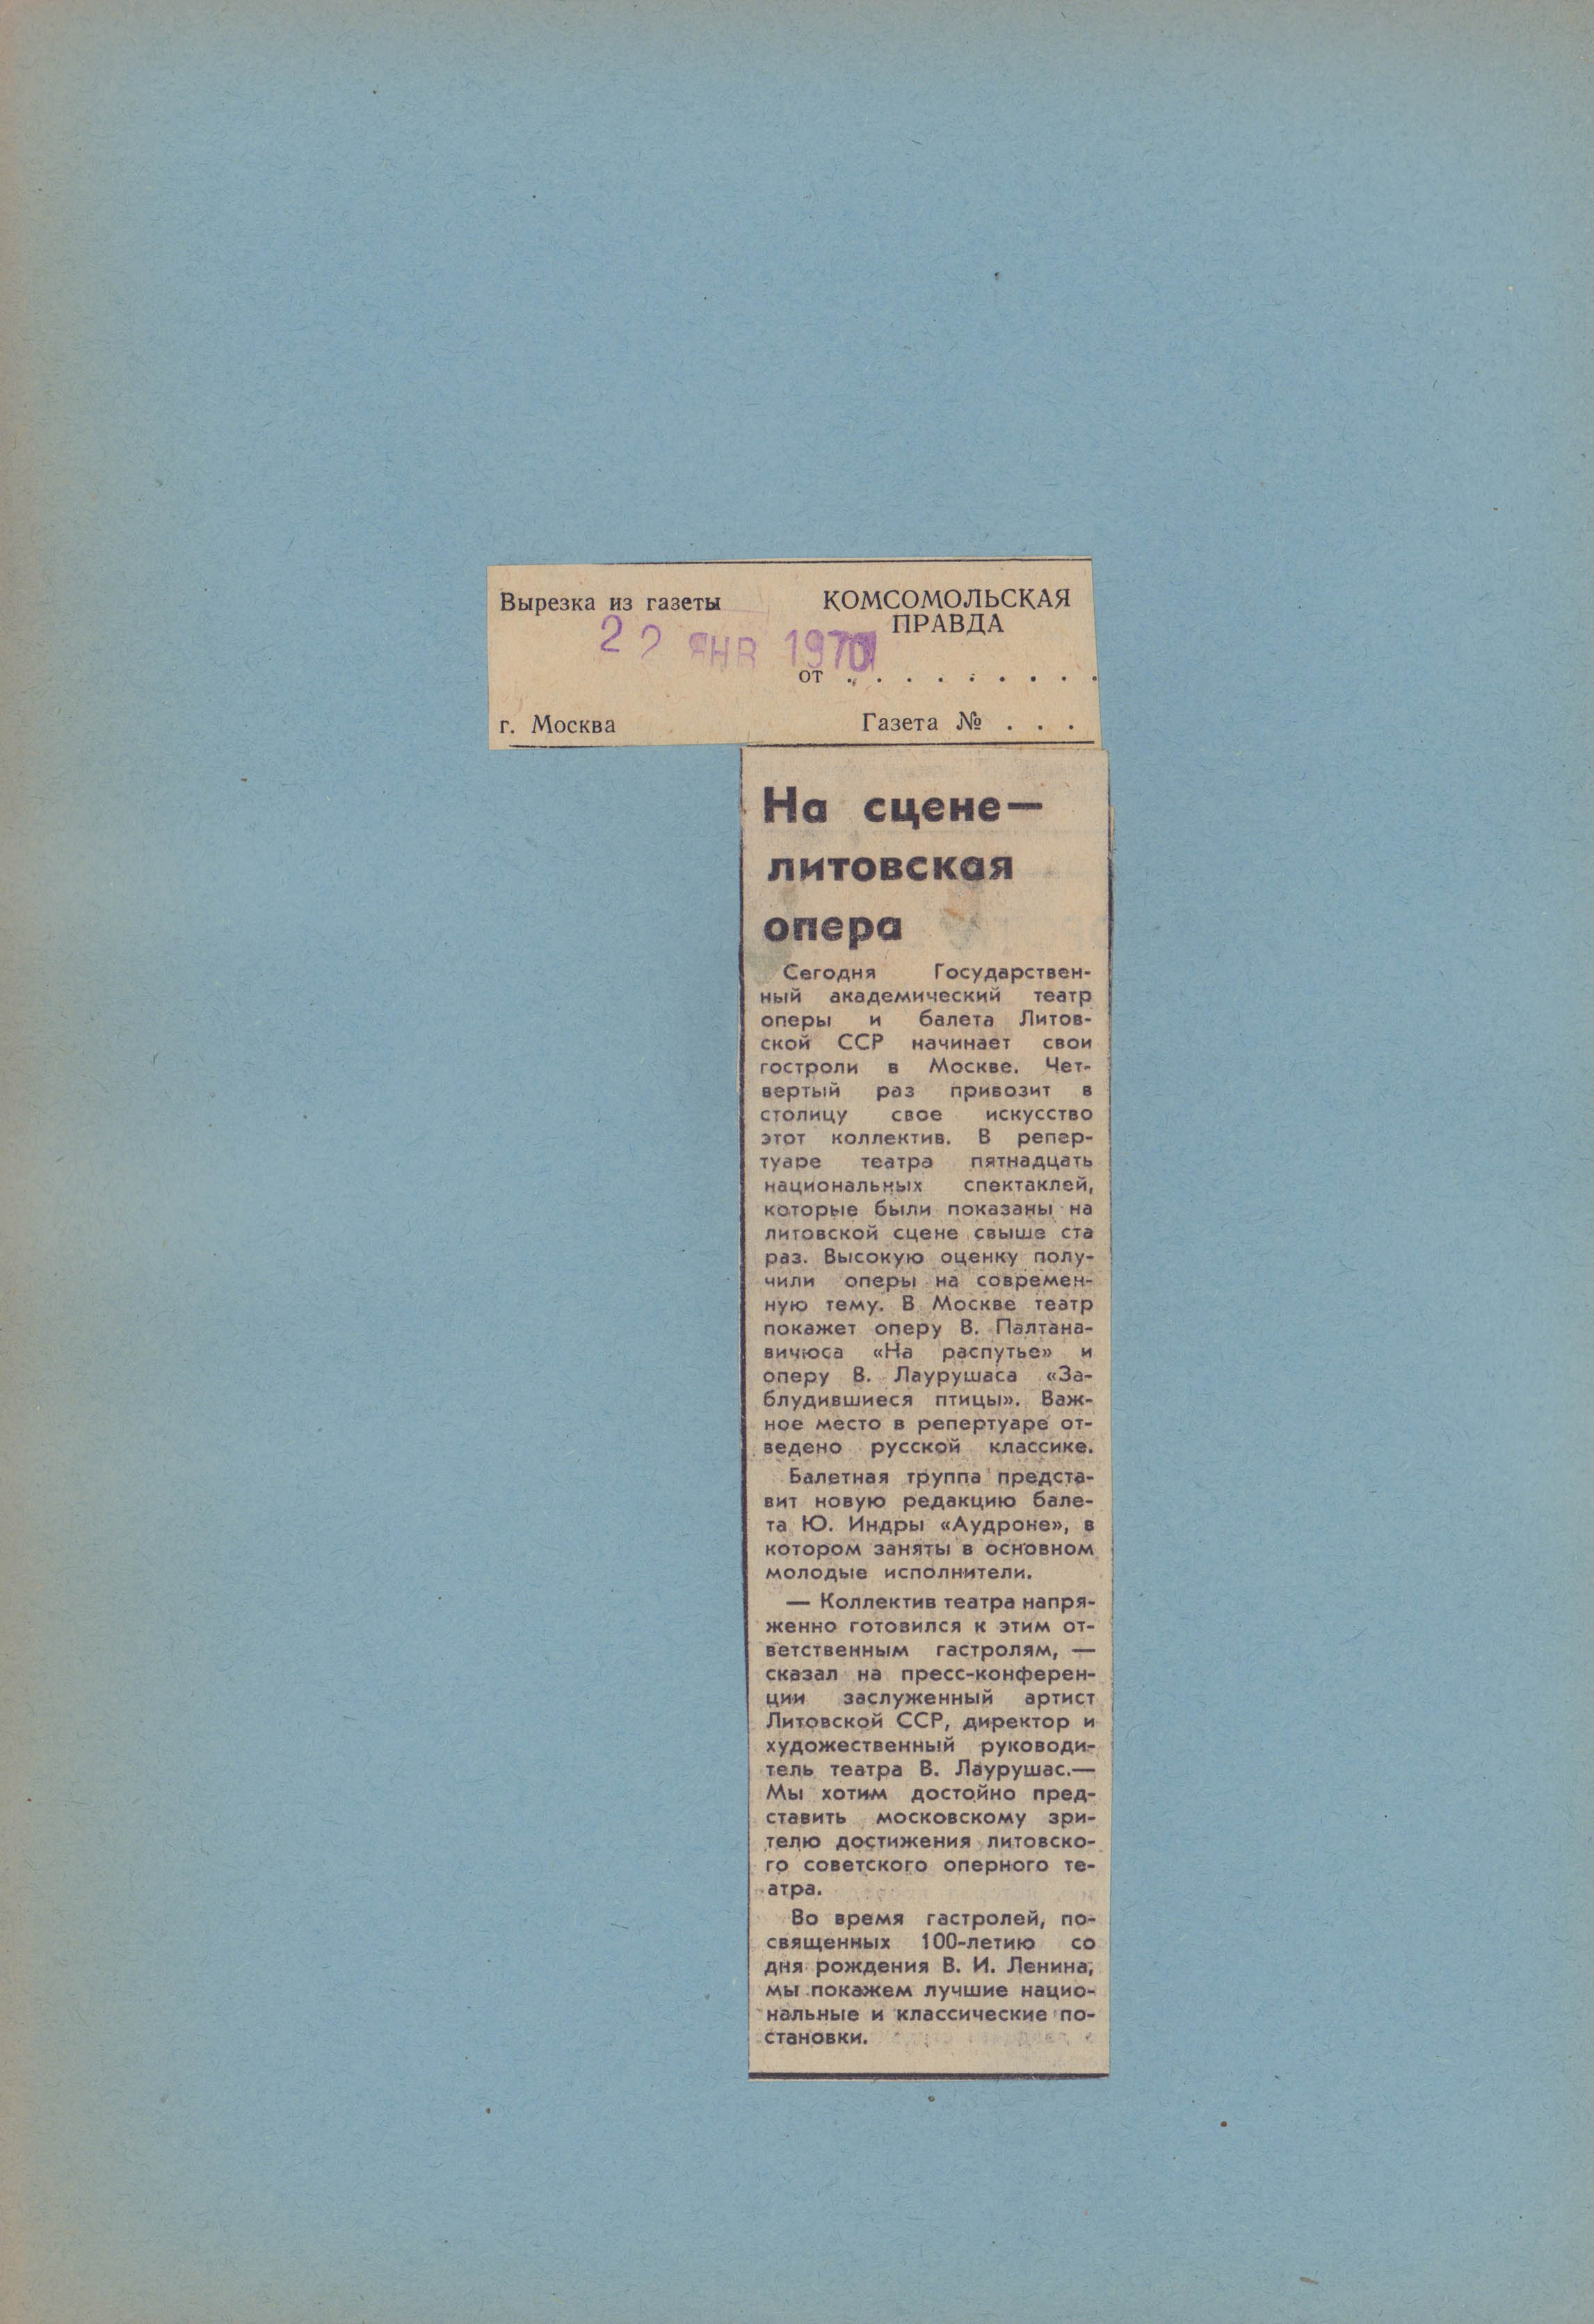 Вырезка из газеты
КОМСОМОЛЬСКАЯ
ПРАВДА
22 ЯНВ 1970
от . . . . . . . . .
г. Москва
Газета № . . .
На сцене—
литовская
опера
Сегодня Государствен-
ный академический театр
оперы и балета Литов-
ской ССР начинает свои
гостроли в Москве. Чет-
вертый раз привозит в
столицу свое искусство
этот коллектив. В репер-
туаре театра пятнадцать
национальных спектаклей,
которые были показаны на
литовской сцене свыше ста
раз. Высокую оценку полу-
чили оперы на современ-
ную тему. В Москве театр
покажет оперу В. Палтана-
вичюса «На распутье» и
оперу В. Лаурушаса «За-
блудившиеся птицы». Важ-
ное место в репертуаре от-
ведено русской классике.
Балетная труппа предста-
вит новую редакцию бале-
та Ю. Индры «Аудроне», в
котором заняты в основном
молодые исполнители.
— Коллектив театра напря-
женно готовился к этим от-
ветственным гастролям, —
сказал на пресс-конферен-
ции заслуженный артист
Литовской ССР, директор и
художественный руководи-
тель театра В. Лаурушас.—
Мы хотим достойно пред-
ставить московскому зри-
телю достижения литовско-
го советского оперного те-
атра.
Во время гастролей, по-
священных 100-летию со
дня рождения В. И. Ленина,
мы покажем лучшие нацио-
нальные и классические по-
становки.